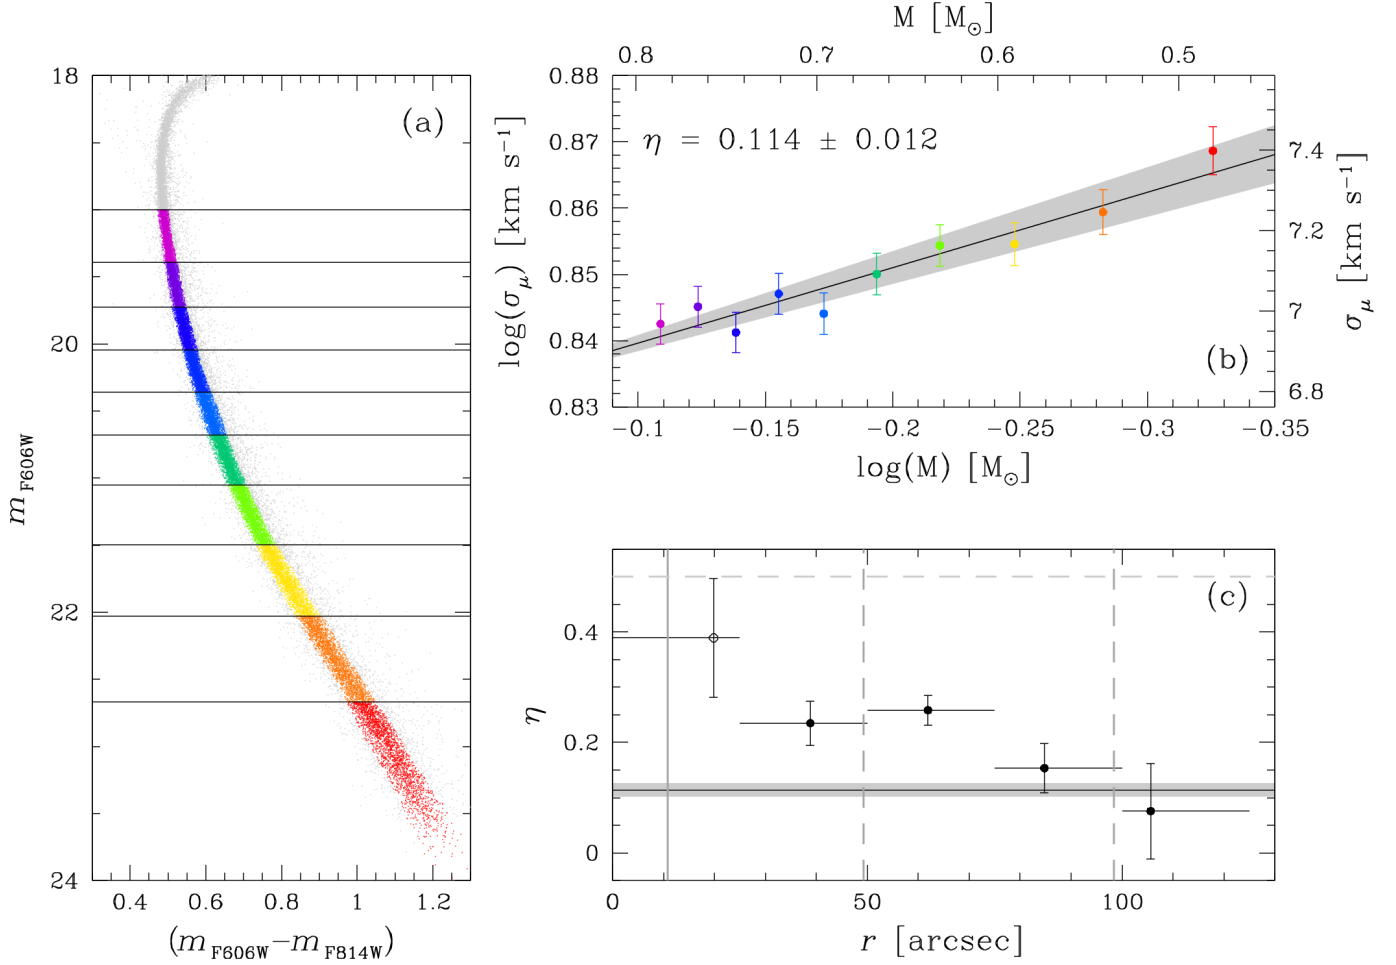 (a)
18
20
22
24
m_F606W
0.4 0.6 0.8 1 1.2
(m_F606W−m_F814W)
M [M⊙]
0.8 0.7 0.6 0.5
η = 0.114 ± 0.012
0.88
0.87
0.86
0.85
0.84
0.83
log(σ_μ) [km s⁻¹]
7.4
7.2
7
6.8
σ_μ [km s⁻¹]
(b)
−0.1 −0.15 −0.2 −0.25 −0.3 −0.35
log(M) [M⊙]
(c)
0.4
0.2
0
η
0 50 100
r [arcsec]